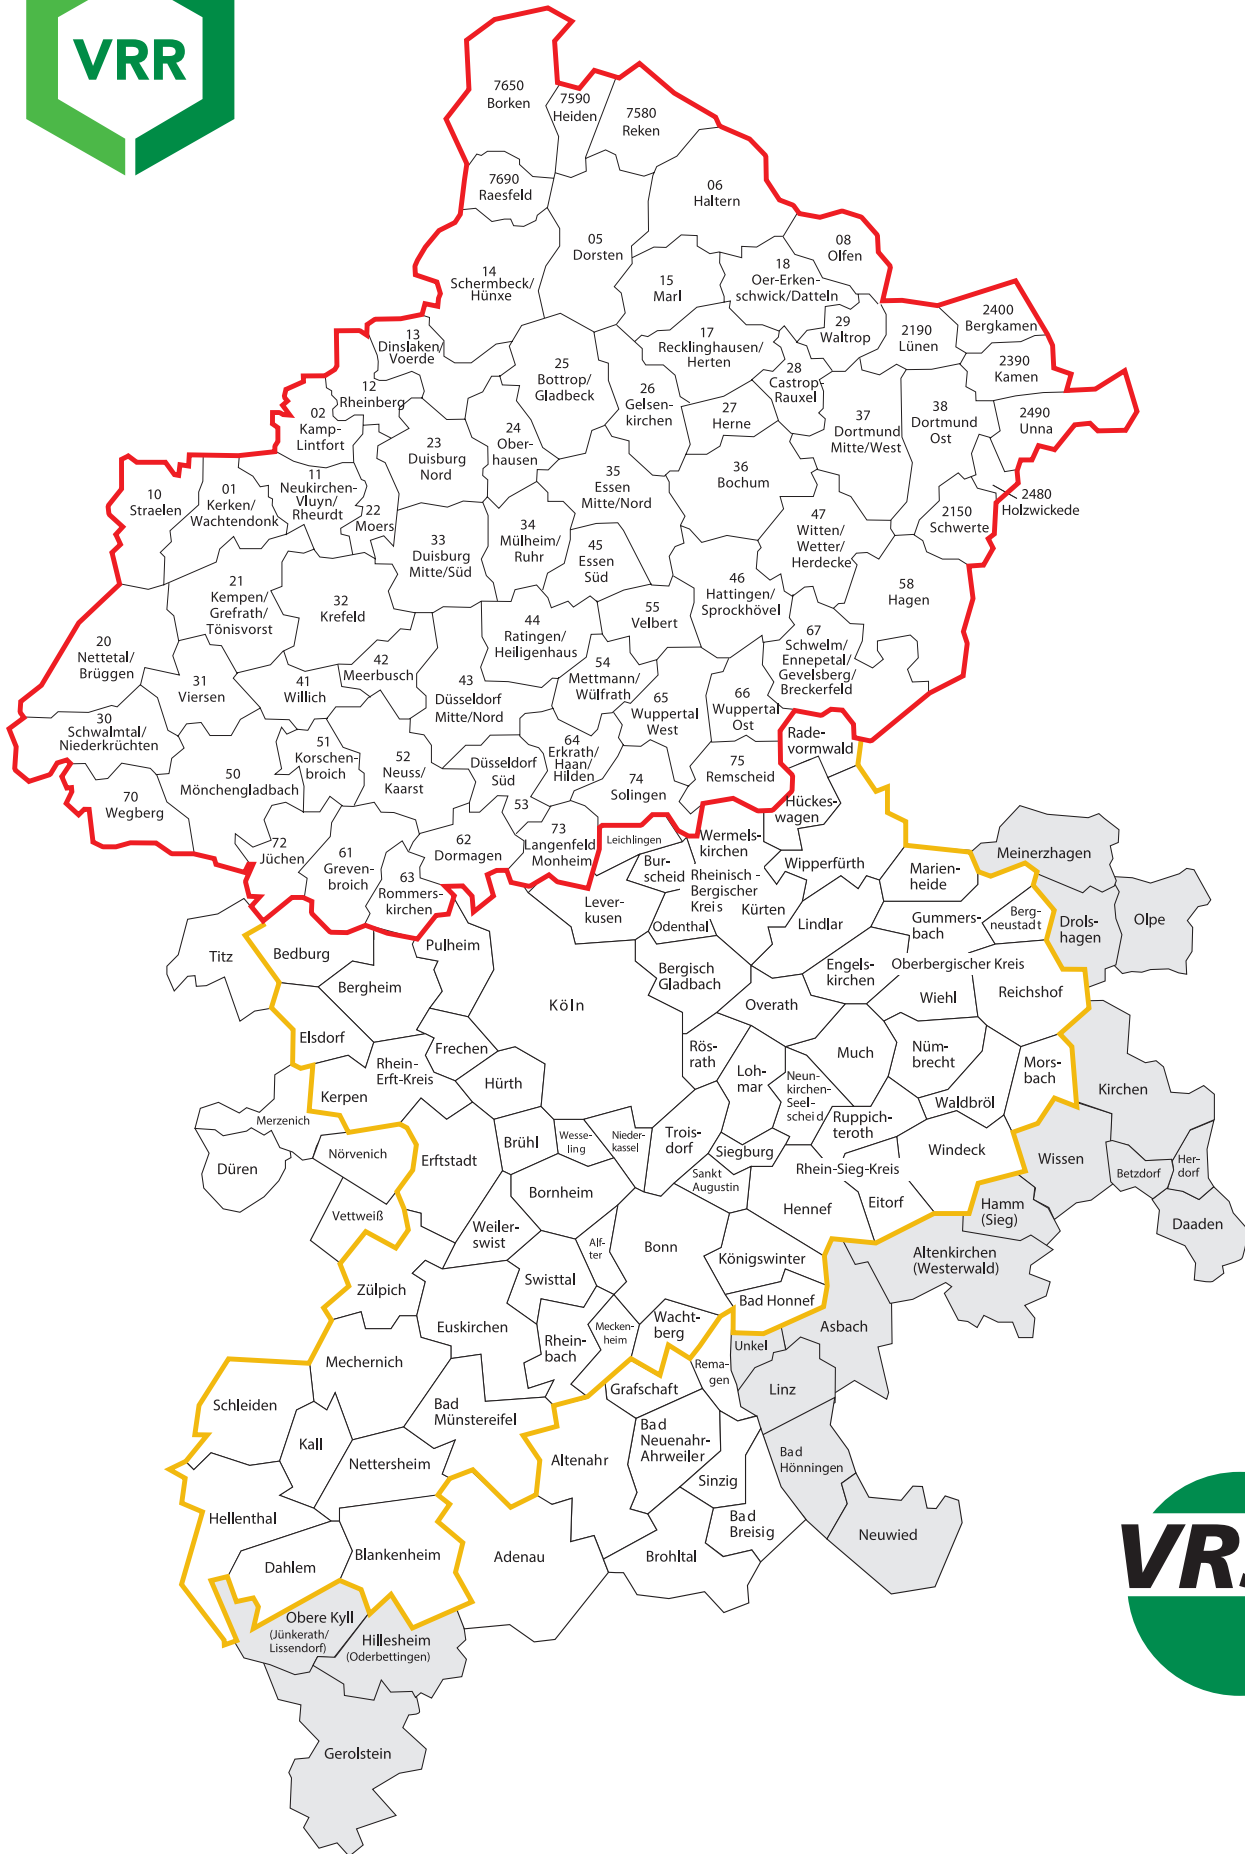 VRR
7650
Borken
7590
Heiden
7580
Reken
7690
Raesfeld
06
Haltern
05
Dorsten
08
Olfen
14
Schermbeck/
Hünxe
15
Marl
18
Oer-Erken-
schwick/Datteln
2400
Bergkamen
13
Dinslaken/
Voerde
17
Recklinghausen/
Herten
29
Waltrop
2190
Lünen
25
Bottrop/
Gladbeck
26
Gelsen-
kirchen
28
Castrop-
Rauxel
2390
Kamen
12
Rheinberg
02
Kamp-
Lintfort
27
Herne
37
Dortmund
Mitte/West
38
Dortmund
Ost
2490
Unna
23
Duisburg
Nord
24
Ober-
hausen
35
Essen
Mitte/Nord
36
Bochum
10
Straelen
01
Kerken/
Wachtendonk
11
Neukirchen-
Vluyn/
Rheurdt
22
Moers
2480
Holzwickede
2150
Schwerte
47
Witten/
Wetter/
Herdecke
33
Duisburg
Mitte/Süd
34
Mülheim/
Ruhr
45
Essen
Süd
46
Hattingen/
Sprockhövel
58
Hagen
21
Kempen/
Grefrath/
Tönisvorst
32
Krefeld
44
Ratingen/
Heiligenhaus
55
Velbert
67
Schwelm/
Ennepetal/
Gevelsberg/
Breckerfeld
20
Nettetal/
Brüggen
31
Viersen
41
Willich
42
Meerbusch
43
Düsseldorf
Mitte/Nord
54
Mettmann/
Wülfrath
65
Wuppertal
West
66
Wuppertal
Ost
30
Schwalmtal/
Niederkrüchten
50
Mönchengladbach
51
Korschen-
broich
52
Neuss/
Kaarst
Düsseldorf
Süd
53
64
Erkrath/
Haan/
Hilden
74
Solingen
75
Remscheid
Rade-
vormwald
70
Wegberg
72
Jüchen
61
Greven-
broich
63
Rommers-
kirchen
62
Dormagen
73
Langenfeld
Monheim
Leichlingen
Bur-
scheid
Wermels-
kirchen
Hückes-
wagen
Wipperfürth
Marien-
heide
Meinerzhagen
Rheinisch -
Bergischer
Kreis
Kürten
Lindlar
Gummers-
bach
Berg-
neustadt
Drols-
hagen
Olpe
Lever-
kusen
Odenthal
Titz
Bedburg
Pulheim
Bergheim
Köln
Bergisch
Gladbach
Overath
Engels-
kirchen
Oberbergischer Kreis
Wiehl
Reichshof
Elsdorf
Rhein-
Erft-Kreis
Frechen
Hürth
Kerpen
Rös-
rath
Loh-
mar
Neun-
kirchen-
Seel-
scheid
Much
Nüm-
brecht
Mors-
bach
Kirchen
Merzenich
Düren
Nörvenich
Erftstadt
Brühl
Wesse-
ling
Nieder-
kassel
Trois-
dorf
Siegburg
Sankt
Augustin
Ruppich-
teroth
Waldbröl
Windeck
Wissen
Betzdorf
Her-
dorf
Daaden
Rhein-Sieg-Kreis
Hennef
Eitorf
Hamm
(Sieg)
Altenkirchen
(Westerwald)
Vettweiß
Weiler-
swist
Bornheim
Alf-
ter
Bonn
Königswinter
Bad Honnef
Zülpich
Swisttal
Euskirchen
Rhein-
bach
Mecken-
heim
Wacht-
berg
Asbach
Unkel
Linz
Mechernich
Schleiden
Rema-
gen
Grafschaft
Bad
Münstereifel
Kall
Nettersheim
Altenahr
Bad
Neuenahr-
Ahrweiler
Sinzig
Bad
Hönningen
Hellenthal
Bad
Breisig
Neuwied
Dahlem
Blankenheim
Adenau
Brohltal
Obere Kyll
(Jünkerath/
Lissendorf)
Hillesheim
(Oderbettingen)
Gerolstein
VRS